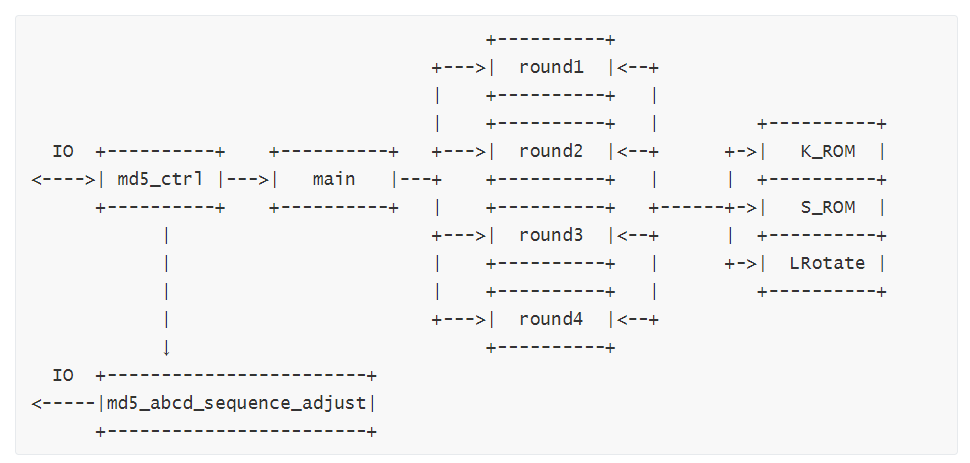 +----------+
                                     +--->|  round1  |<--+
                                     |    +----------+   |
                                     |    +----------+   |         +----------+
  IO  +----------+    +----------+   +--->|  round2  |<--+      +->|   K_ROM  |
<---->| md5_ctrl |--->|   main   |---+    +----------+   |      |  +----------+
      +----------+    +----------+   |    +----------+   +------+->|   S_ROM  |
            |                        +--->|  round3  |<--+      |  +----------+
            |                        |    +----------+   |      +->|  LRotate |
            |                        |    +----------+   |         +----------+
            |                        +--->|  round4  |<--+
            ↓                             +----------+
  IO  +------------------------+
<-----|md5_abcd_sequence_adjust|
      +------------------------+